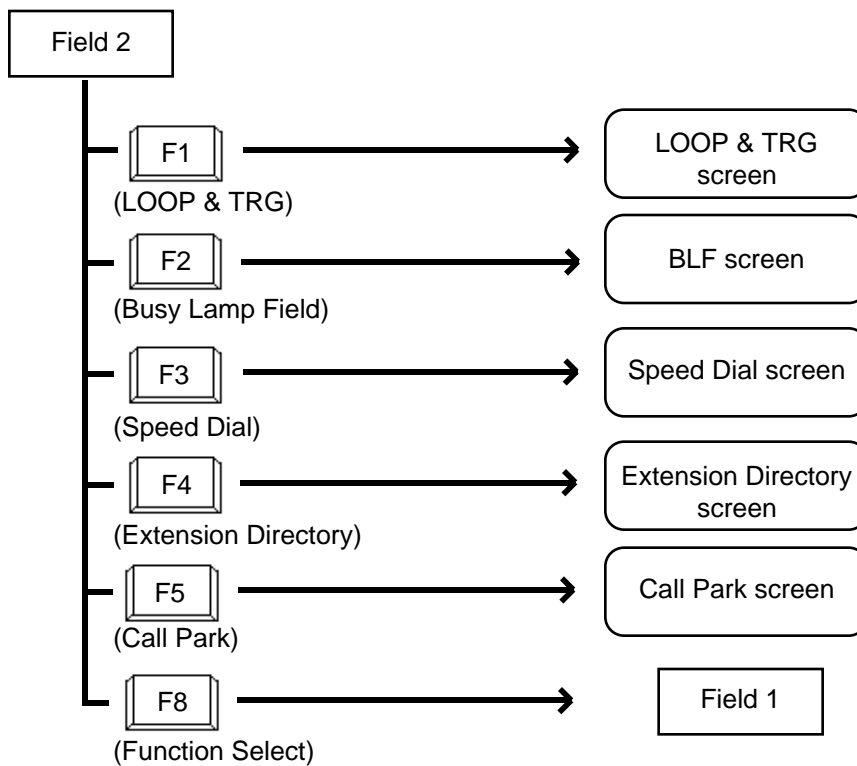 Field 2
F1
(LOOP & TRG)
LOOP & TRG
screen
F2
(Busy Lamp Field)
BLF screen
F3
(Speed Dial)
Speed Dial screen
F4
(Extension Directory)
Extension Directory
screen
F5
(Call Park)
Call Park screen
F8
(Function Select)
Field 1